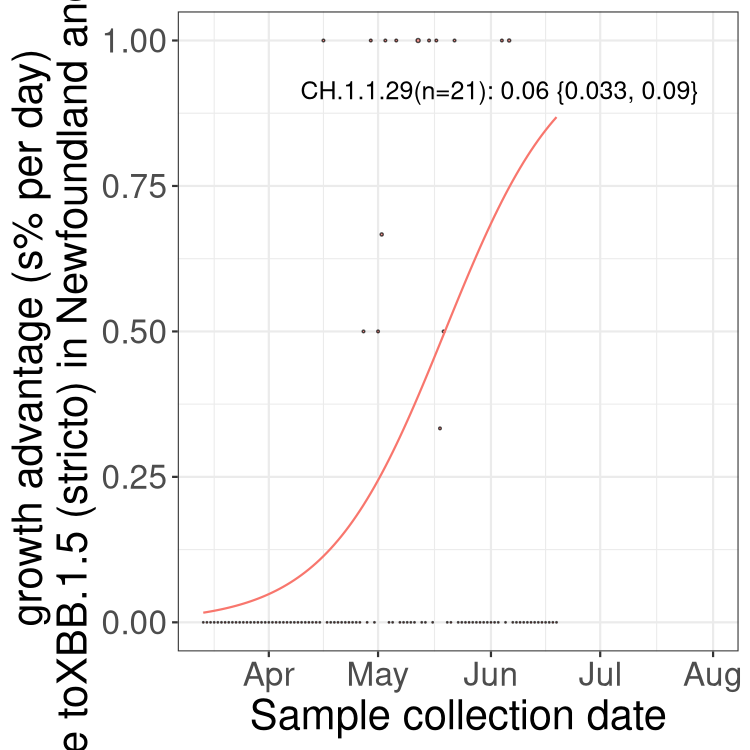 growth advantage (s% per day)
toXBB.1.5 (stricto) in Newfoundland
1.00
0.75
0.50
0.25
0.00
CH.1.1.29(n=21): 0.06 {0.033, 0.09}
Apr May Jun Jul Aug
Sample collection date